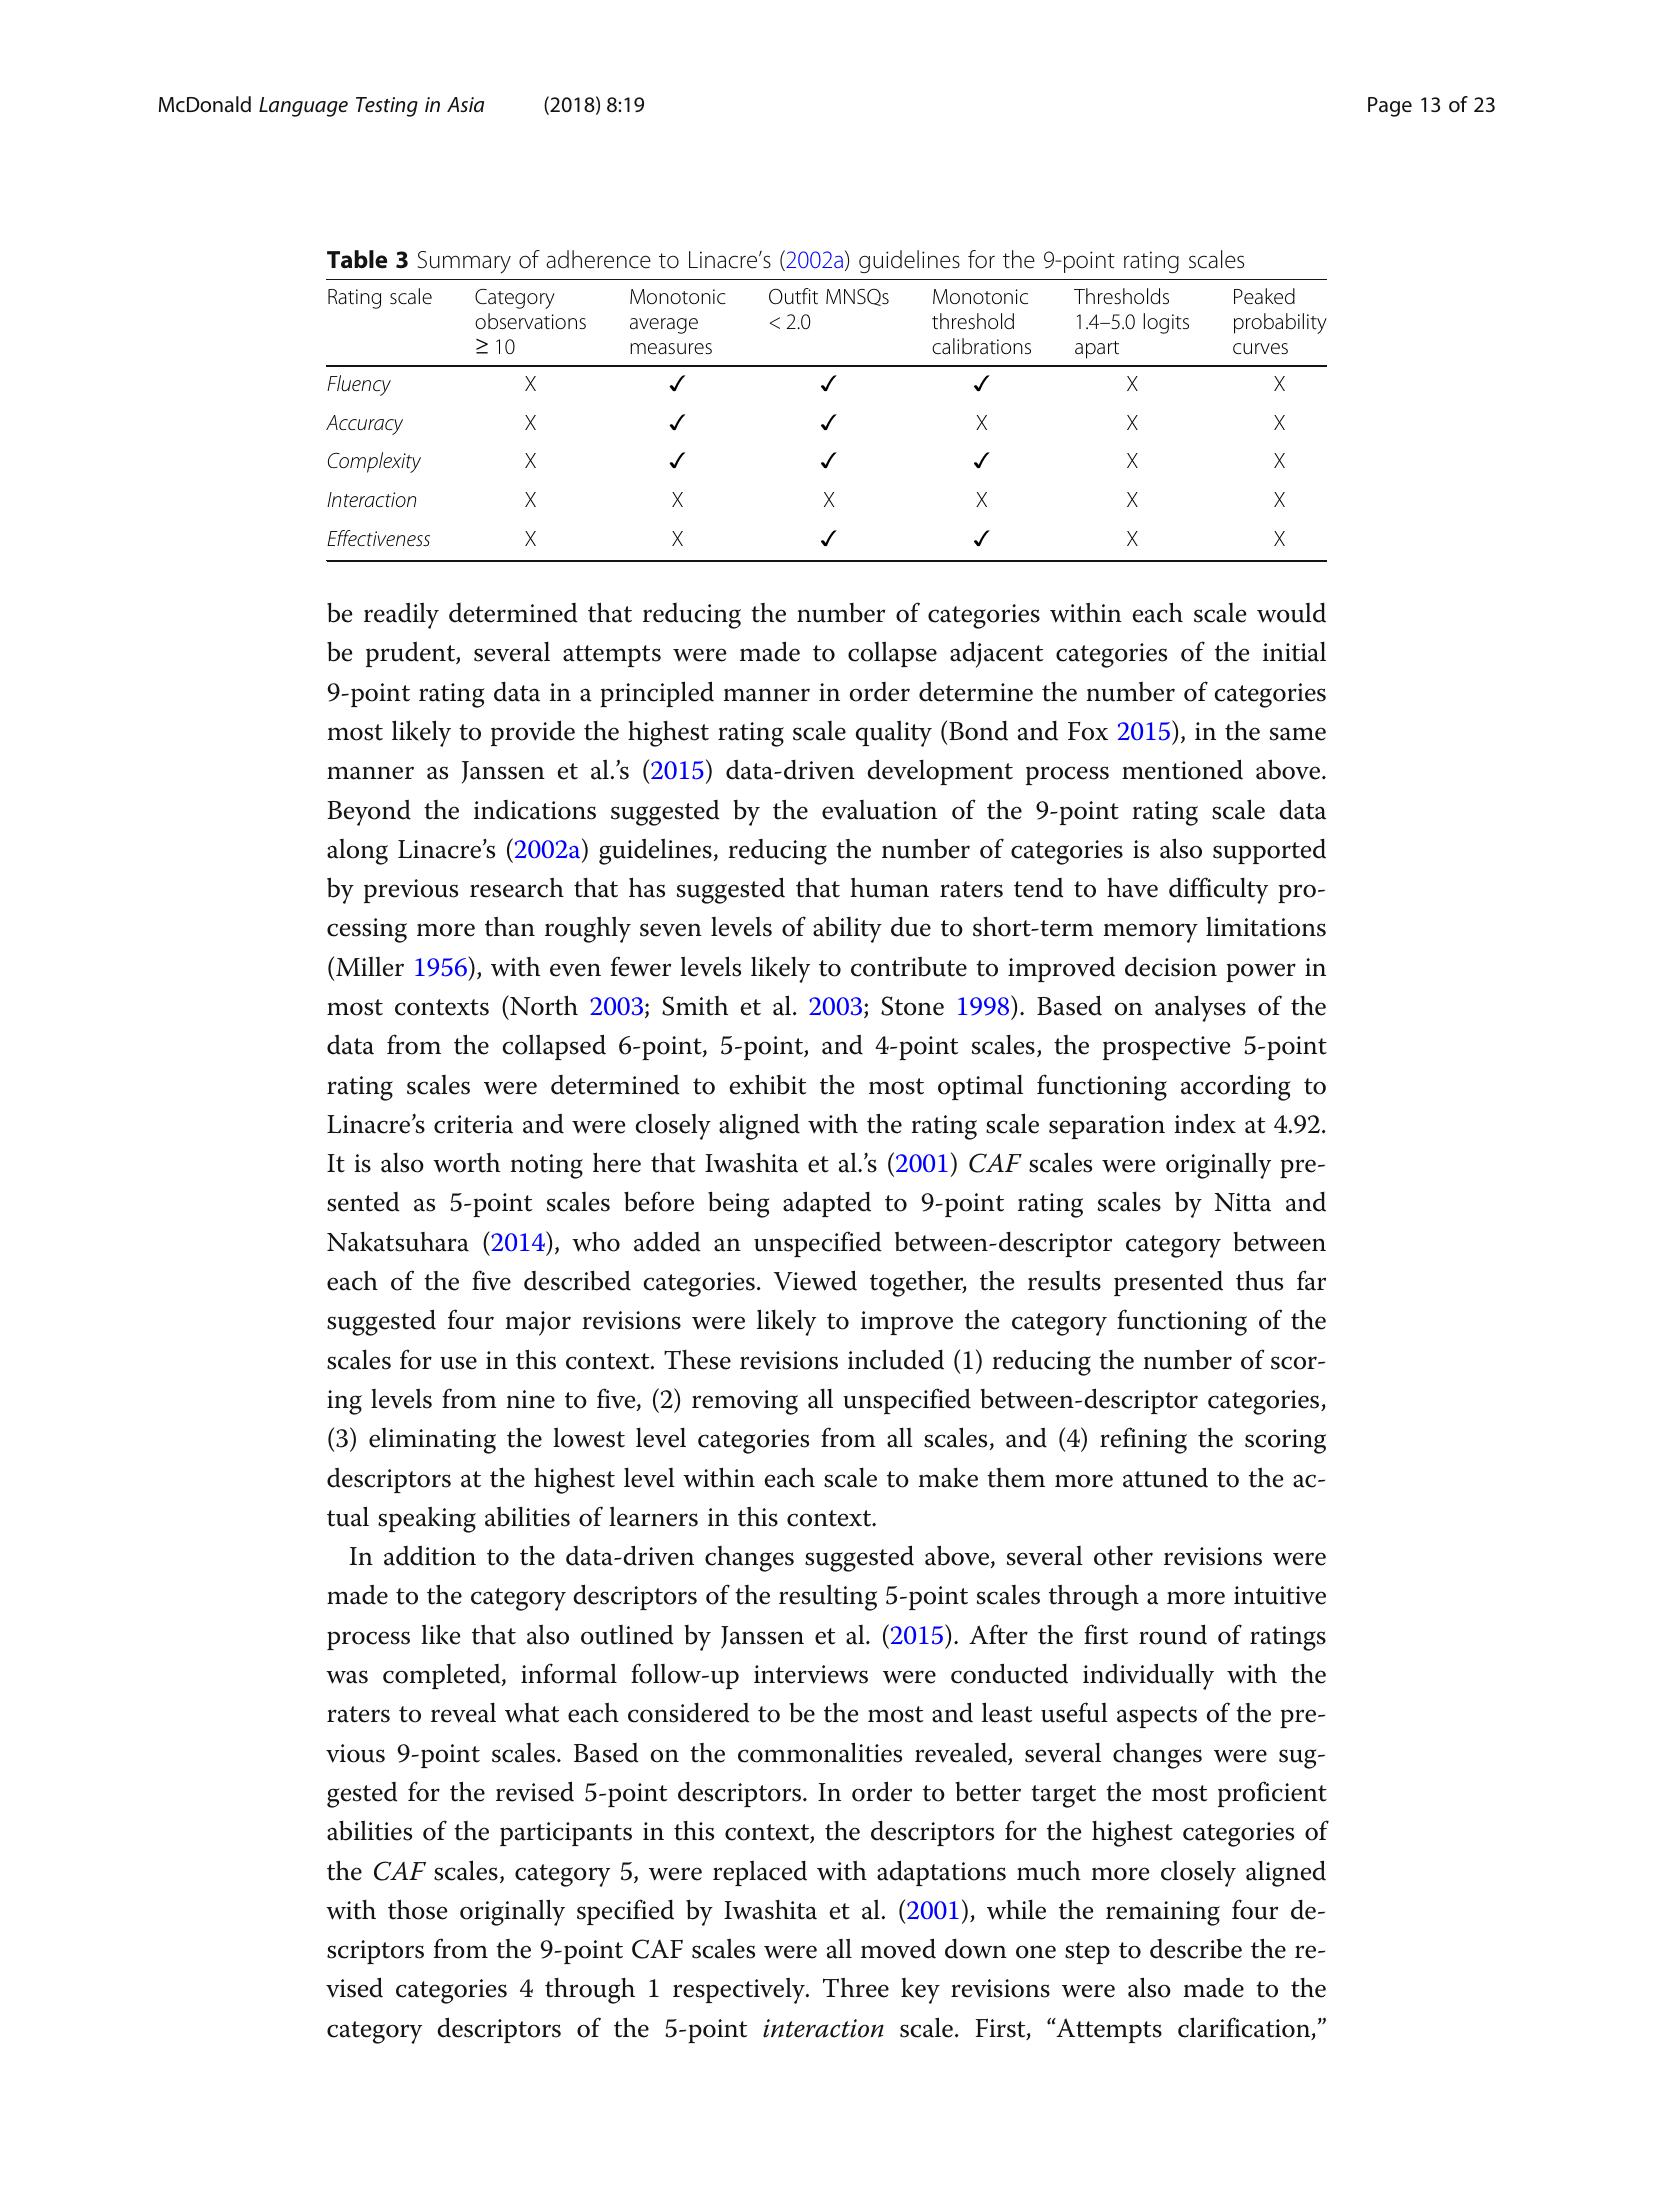 McDonald Language Testing in Asia (2018) 8:19 Page 13 of 23
Table 3 Summary of adherence to Linacre’s (2002a) guidelines for the 9-point rating scales
Rating scale Category observations ≥ 10 Monotonic average measures Outfit MNSQs < 2.0 Monotonic threshold calibrations Thresholds 1.4–5.0 logits apart Peaked probability curves
Fluency X ✓ ✓ ✓ X X
Accuracy X ✓ ✓ X X X
Complexity X ✓ ✓ ✓ X X
Interaction X X X X X X
Effectiveness X X ✓ ✓ X X
be readily determined that reducing the number of categories within each scale would
be prudent, several attempts were made to collapse adjacent categories of the initial
9-point rating data in a principled manner in order determine the number of categories
most likely to provide the highest rating scale quality (Bond and Fox 2015), in the same
manner as Janssen et al.’s (2015) data-driven development process mentioned above.
Beyond the indications suggested by the evaluation of the 9-point rating scale data
along Linacre’s (2002a) guidelines, reducing the number of categories is also supported
by previous research that has suggested that human raters tend to have difficulty pro-
cessing more than roughly seven levels of ability due to short-term memory limitations
(Miller 1956), with even fewer levels likely to contribute to improved decision power in
most contexts (North 2003; Smith et al. 2003; Stone 1998). Based on analyses of the
data from the collapsed 6-point, 5-point, and 4-point scales, the prospective 5-point
rating scales were determined to exhibit the most optimal functioning according to
Linacre’s criteria and were closely aligned with the rating scale separation index at 4.92.
It is also worth noting here that Iwashita et al.’s (2001) CAF scales were originally pre-
sented as 5-point scales before being adapted to 9-point rating scales by Nitta and
Nakatsuhara (2014), who added an unspecified between-descriptor category between
each of the five described categories. Viewed together, the results presented thus far
suggested four major revisions were likely to improve the category functioning of the
scales for use in this context. These revisions included (1) reducing the number of scor-
ing levels from nine to five, (2) removing all unspecified between-descriptor categories,
(3) eliminating the lowest level categories from all scales, and (4) refining the scoring
descriptors at the highest level within each scale to make them more attuned to the ac-
tual speaking abilities of learners in this context.
In addition to the data-driven changes suggested above, several other revisions were
made to the category descriptors of the resulting 5-point scales through a more intuitive
process like that also outlined by Janssen et al. (2015). After the first round of ratings
was completed, informal follow-up interviews were conducted individually with the
raters to reveal what each considered to be the most and least useful aspects of the pre-
vious 9-point scales. Based on the commonalities revealed, several changes were sug-
gested for the revised 5-point descriptors. In order to better target the most proficient
abilities of the participants in this context, the descriptors for the highest categories of
the CAF scales, category 5, were replaced with adaptations much more closely aligned
with those originally specified by Iwashita et al. (2001), while the remaining four de-
scriptors from the 9-point CAF scales were all moved down one step to describe the re-
vised categories 4 through 1 respectively. Three key revisions were also made to the
category descriptors of the 5-point interaction scale. First, “Attempts clarification,”